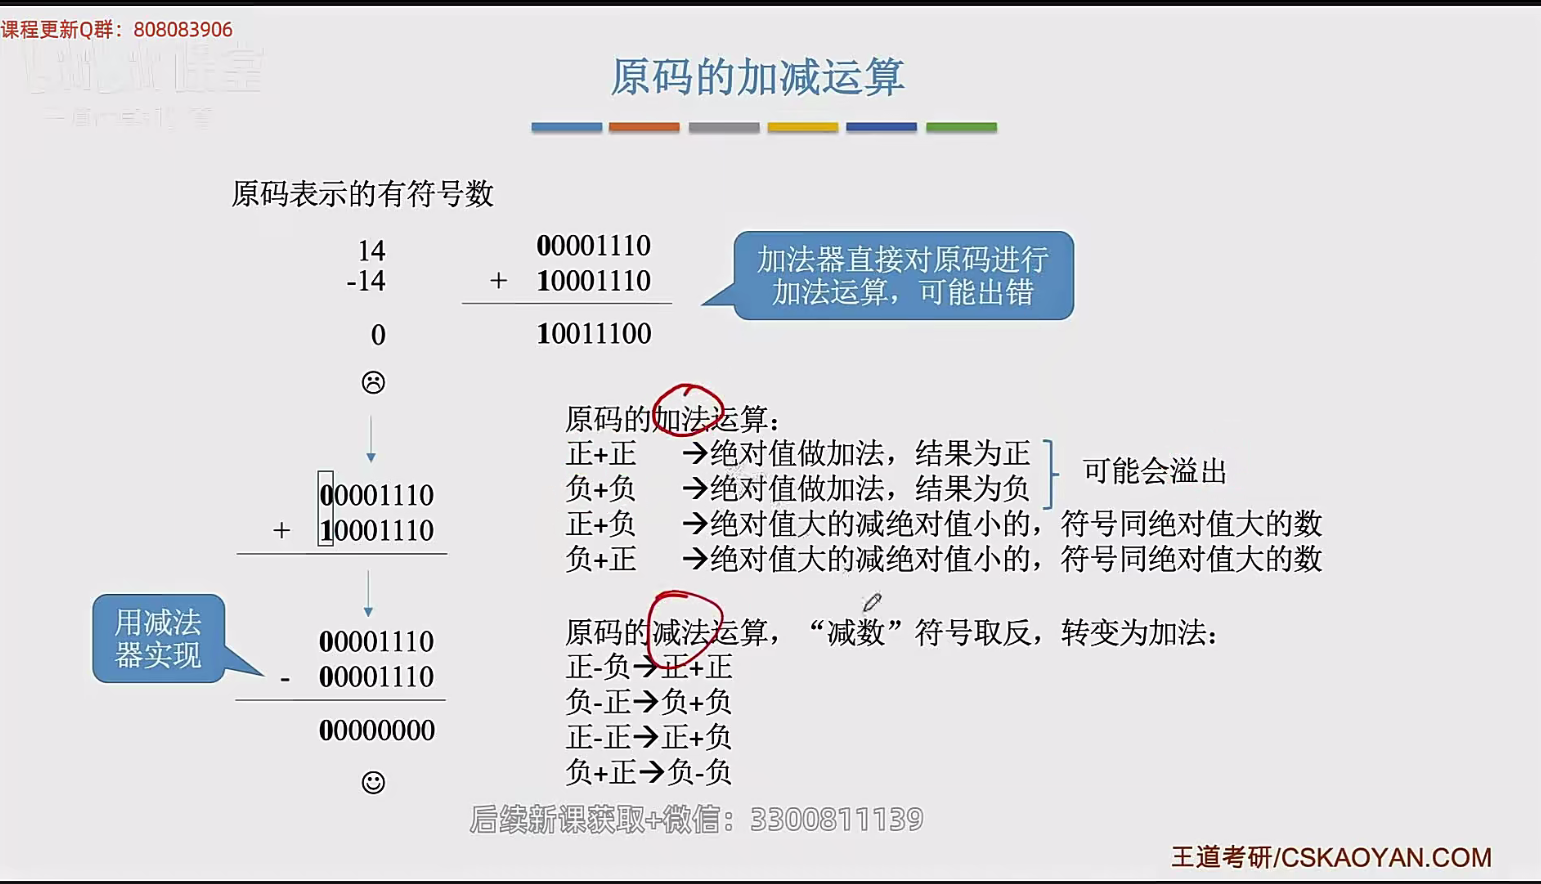 课程更新Q群：808083906
原码的加减运算
原码表示的有符号数
14
-14
0
00001110
+ 10001110
10011100
加法器直接对原码进行
加法运算，可能出错
00001110
+ 10001110
用减法
器实现
00001110
- 00001110
00000000
原码的加法运算：
正+正 →绝对值做加法，结果为正
负+负 →绝对值做加法，结果为负
可能会溢出
正+负 →绝对值大的减绝对值小的，符号同绝对值大的数
负+正 →绝对值大的减绝对值小的，符号同绝对值大的数
原码的减法运算，“减数”符号取反，转变为加法：
正-负→正+正
负-正→负+负
正-正→正+负
负+正→负-负
后续新课获取+微信：3300811139
王道考研/CSKAOYAN.COM